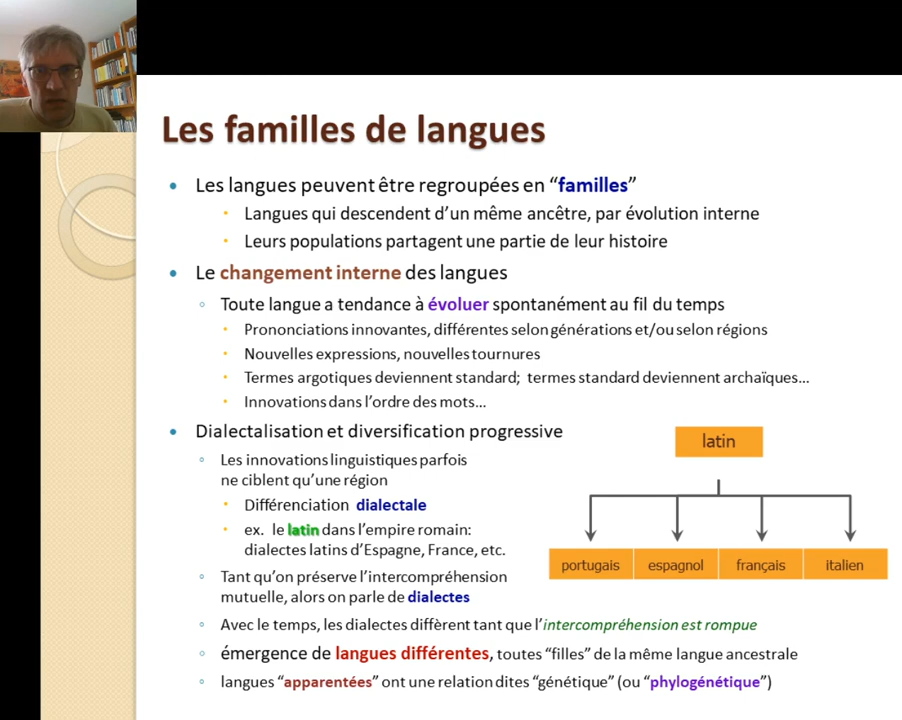 Les familles de langues
Les langues peuvent être regroupées en “familles”
Langues qui descendent d’un même ancêtre, par évolution interne
Leurs populations partagent une partie de leur histoire
Le changement interne des langues
Toute langue a tendance à évoluer spontanément au fil du temps
Prononciations innovantes, différentes selon générations et/ou selon régions
Nouvelles expressions, nouvelles tournures
Termes argotiques deviennent standard; termes standard deviennent archaïques…
Innovations dans l’ordre des mots…
Dialectalisation et diversification progressive
Les innovations linguistiques parfois
ne ciblent qu’une région
Différenciation dialectale
ex. le latin dans l’empire romain:
dialectes latins d’Espagne, France, etc.
Tant qu’on préserve l’intercompréhension
mutuelle, alors on parle de dialectes
Avec le temps, les dialectes diffèrent tant que l’intercompréhension est rompue
émergence de langues différentes, toutes “filles” de la même langue ancestrale
langues “apparentées” ont une relation dites “génétique” (ou “phylogénétique”)
latin
portugais espagnol français italien